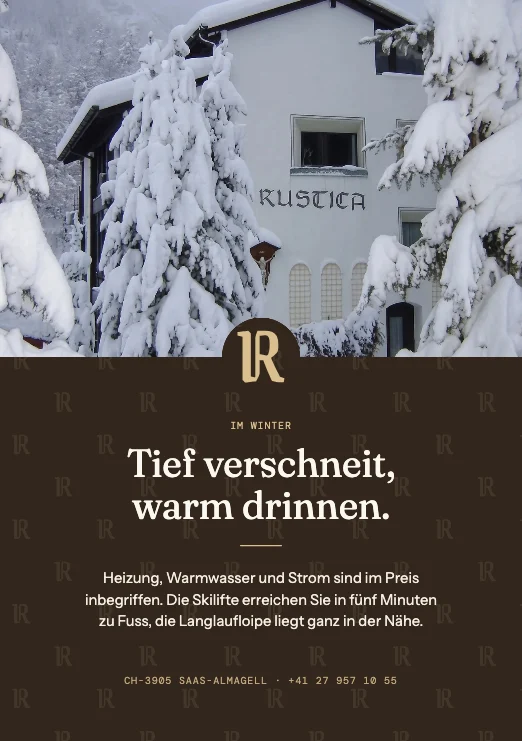 RUSTICA
R
IM WINTER
Tief verschneit,
warm drinnen.
Heizung, Warmwasser und Strom sind im Preis
inbegriffen. Die Skilifte erreichen Sie in fünf Minuten
zu Fuss, die Langlaufloipe liegt ganz in der Nähe.
CH-3905 SAAS-ALMAGELL · +41 27 957 10 55